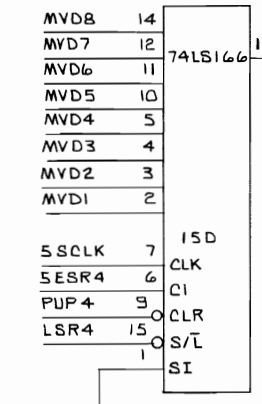 MVD8 14
MVD7 12 74LS166 1
MVD6 11
MVD5 10
MVD4 5
MVD3 4
MVD2 3
MVD1 2
15D
5SCLK 7 CLK
5ESR4 6 CI
PUP4 9 CLR
LSR4 15 S/L̅
1 SI